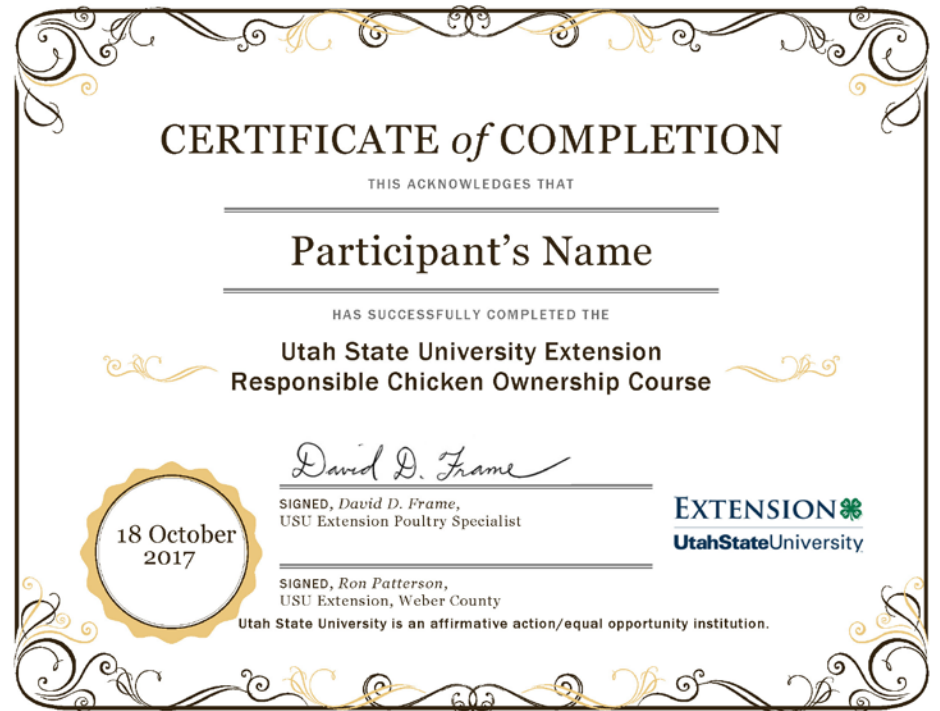 CERTIFICATE of COMPLETION
THIS ACKNOWLEDGES THAT
Participant's Name
HAS SUCCESSFULLY COMPLETED THE
Utah State University Extension
Responsible Chicken Ownership Course
David D. Frame
SIGNED, David D. Frame,
USU Extension Poultry Specialist
18 October
2017
EXTENSION
UtahStateUniversity
SIGNED, Ron Patterson,
USU Extension, Weber County
Utah State University is an affirmative action/equal opportunity institution.